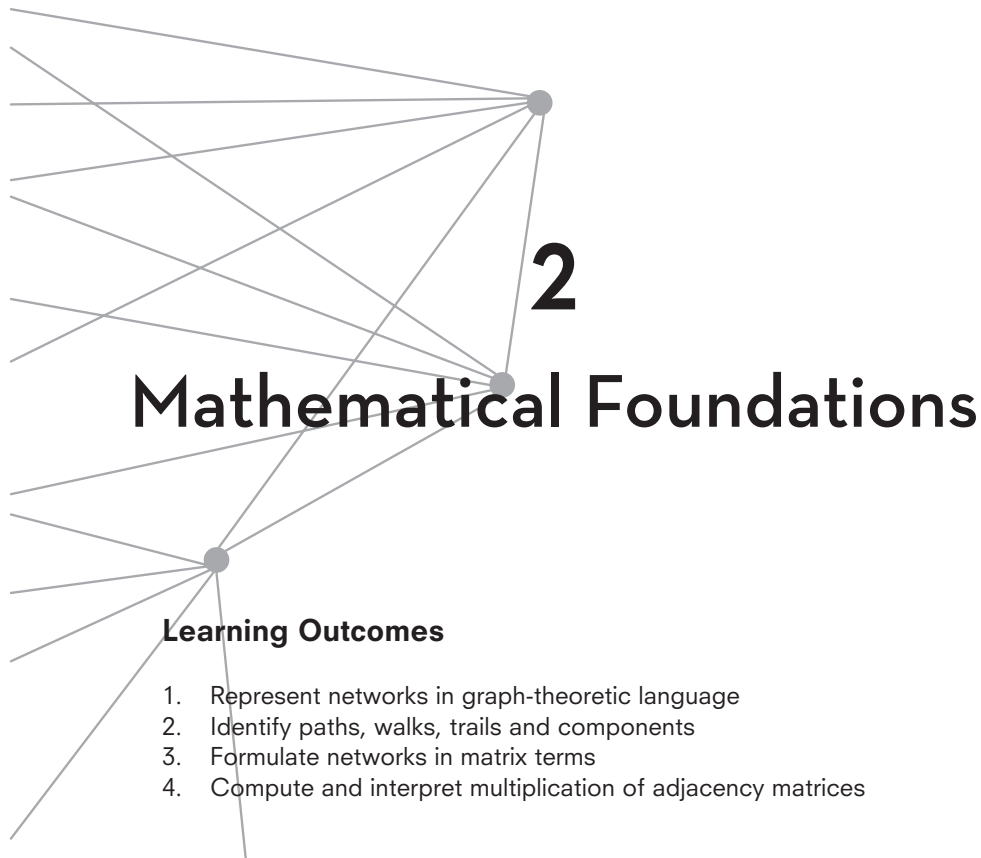 2
Mathematical Foundations
Learning Outcomes
1. Represent networks in graph-theoretic language
2. Identify paths, walks, trails and components
3. Formulate networks in matrix terms
4. Compute and interpret multiplication of adjacency matrices